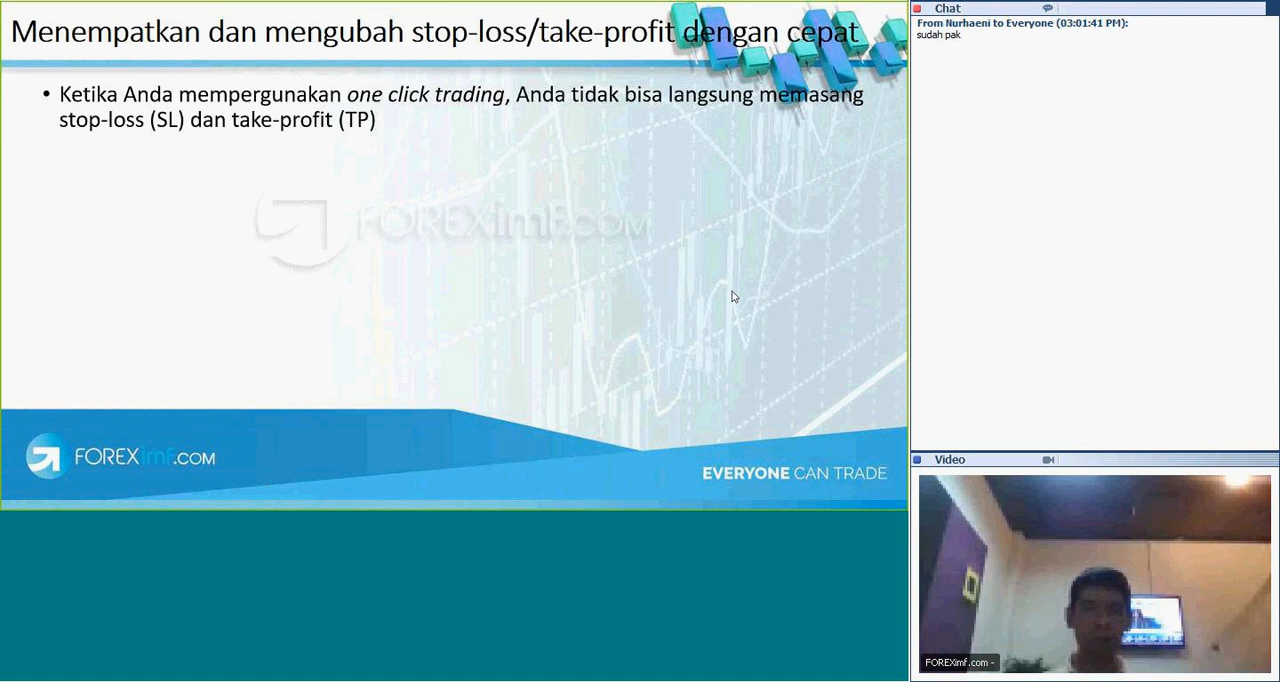 Menempatkan dan mengubah stop-loss/take-profit dengan cepat
• Ketika Anda mempergunakan one click trading, Anda tidak bisa langsung memasang
stop-loss (SL) dan take-profit (TP)
FOREXimf.COM
FOREXimf.COM
EVERYONE CAN TRADE
Chat
From Nurhaeni to Everyone (03:01:41 PM):
sudah pak
Video
FOREXimf.com -